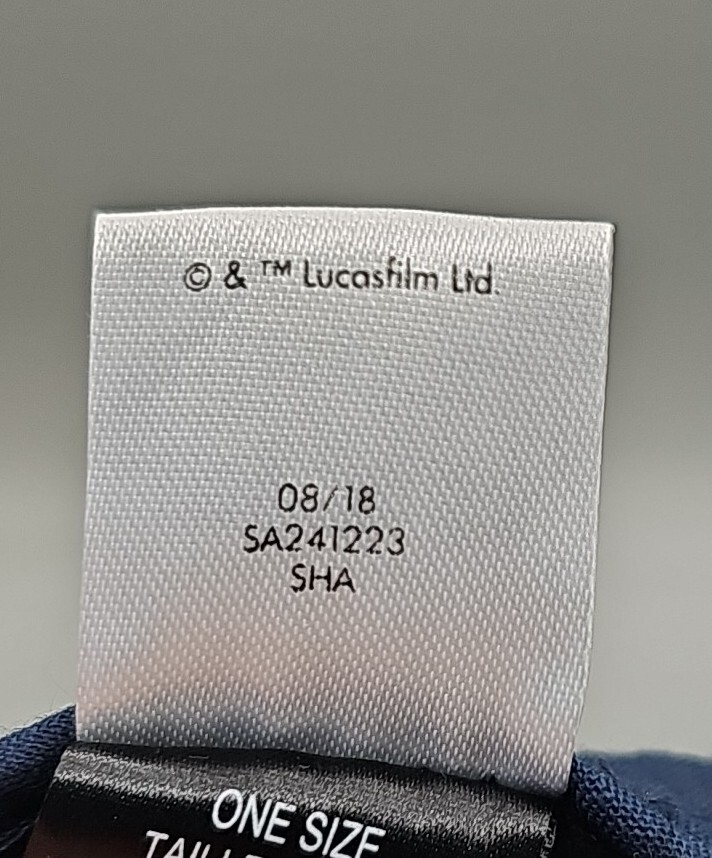 © & ™ Lucasfilm Ltd.
08/18
SA241223
SHA
ONE SIZE